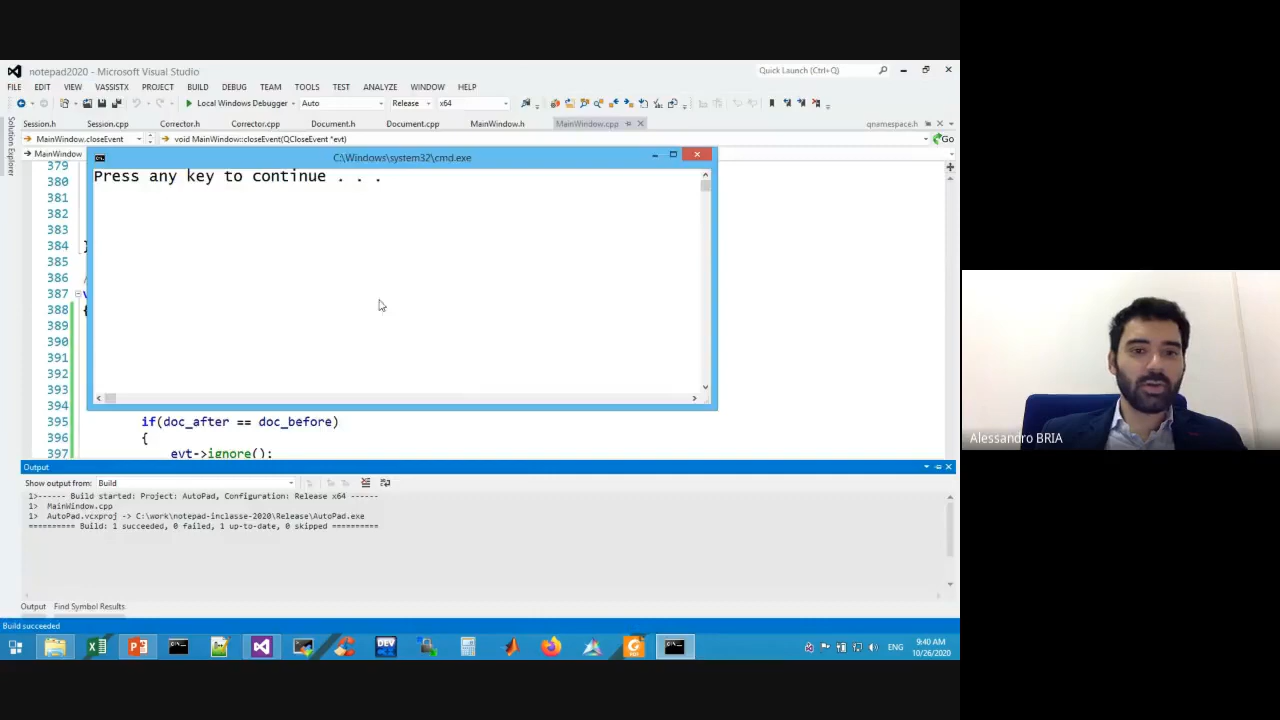 notepad2020 - Microsoft Visual Studio
Quick Launch (Ctrl+Q)
FILE EDIT VIEW VASSISTX PROJECT BUILD DEBUG TEAM TOOLS TEST ANALYZE WINDOW HELP
Local Windows Debugger Auto Release x64
Session.h Session.cpp Corrector.h Corrector.cpp Document.h Document.cpp MainWindow.h MainWindow.cpp qnamespace.h
MainWindow.closeEvent void MainWindow::closeEvent(QCloseEvent *evt) Go
MainWindow
Solution Explorer
C:\Windows\system32\cmd.exe
Press any key to continue . . .
379
380
381
382
383
384 }
385
386 /
387 v
388 {
389
390
391
392
393
394
395 if(doc_after == doc_before)
396 {
397 evt->ignore();
Output
Show output from: Build
1>------ Build started: Project: AutoPad, Configuration: Release x64 ------
1> MainWindow.cpp
1> AutoPad.vcxproj -> C:\work\notepad-inclasse-2020\Release\AutoPad.exe
========== Build: 1 succeeded, 0 failed, 1 up-to-date, 0 skipped ==========
Output Find Symbol Results
Build succeeded
DEV
PDF
ENG
9:40 AM
10/26/2020
Alessandro BRIA